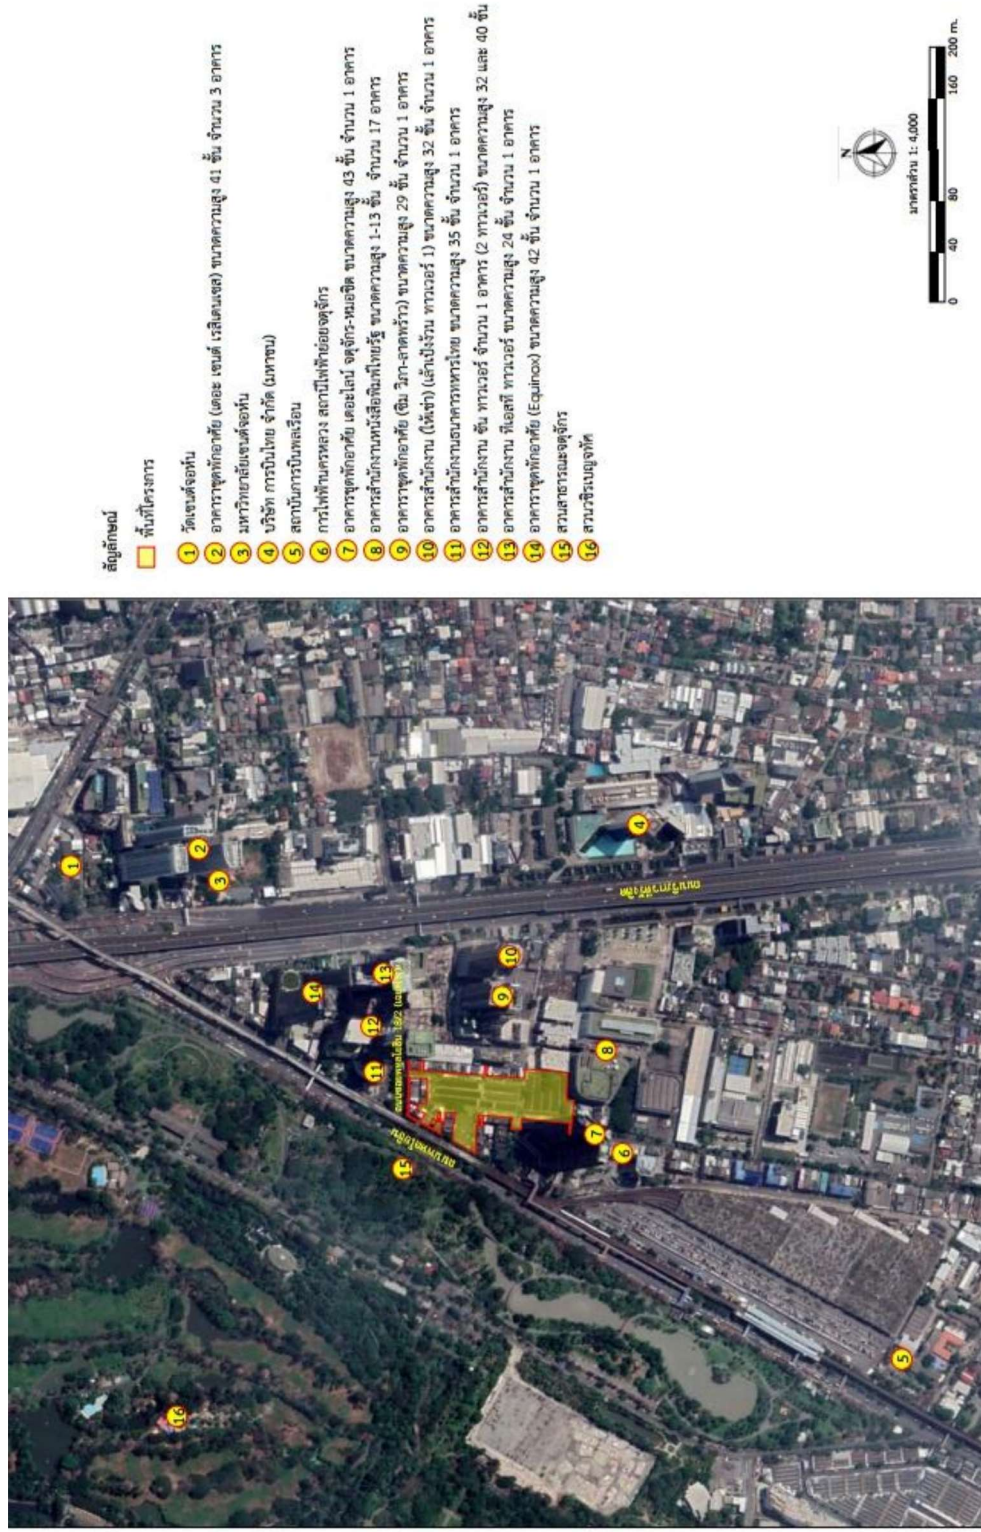 สัญลักษณ์
พื้นที่โครงการ
1 วัดเซนต์จอห์น
2 อาคารชุดพักอาศัย (เดอะ เซนต์ เรสิเดนเซส) ขนาดความสูง 41 ชั้น จำนวน 3 อาคาร
3 มหาวิทยาลัยเซนต์จอห์น
4 บริษัท การบินไทย จำกัด (มหาชน)
5 สถาบันการบินพลเรือน
6 การไฟฟ้านครหลวง สถานีไฟฟ้าย่อยจตุจักร
7 อาคารชุดพักอาศัย เดอะไลน์ จตุจักร-หมอชิต ขนาดความสูง 43 ชั้น จำนวน 1 อาคาร
8 อาคารสำนักงานหนังสือพิมพ์ไทยรัฐ ขนาดความสูง 1-13 ชั้น จำนวน 17 อาคาร
9 อาคารชุดพักอาศัย (ชีม วิภา-ลาดพร้าว) ขนาดความสูง 29 ชั้น จำนวน 1 อาคาร
10 อาคารสำนักงาน (ให้เช่า) (เล้าเป้งง้วน ทาวเวอร์ 1) ขนาดความสูง 32 ชั้น จำนวน 1 อาคาร
11 อาคารสำนักงานธนาคารทหารไทย ขนาดความสูง 35 ชั้น จำนวน 1 อาคาร
12 อาคารสำนักงาน ซัน ทาวเวอร์ จำนวน 1 อาคาร (2 ทาวเวอร์) ขนาดความสูง 32 และ 40 ชั้น
13 อาคารสำนักงาน ทีเอสที ทาวเวอร์ ขนาดความสูง 24 ชั้น จำนวน 1 อาคาร
14 อาคารชุดพักอาศัย (Equinox) ขนาดความสูง 42 ชั้น จำนวน 1 อาคาร
15 สวนสาธารณะจตุจักร
16 สวนวชิรเบญจทัศ
N
มาตราส่วน 1: 4,000
0 40 80 160 200 m.
1
2
3
14
13
12
11
10
9
4
8
7
6
15
16
5
ถนนวิภาวดีรังสิต
ถนนพหลโยธิน